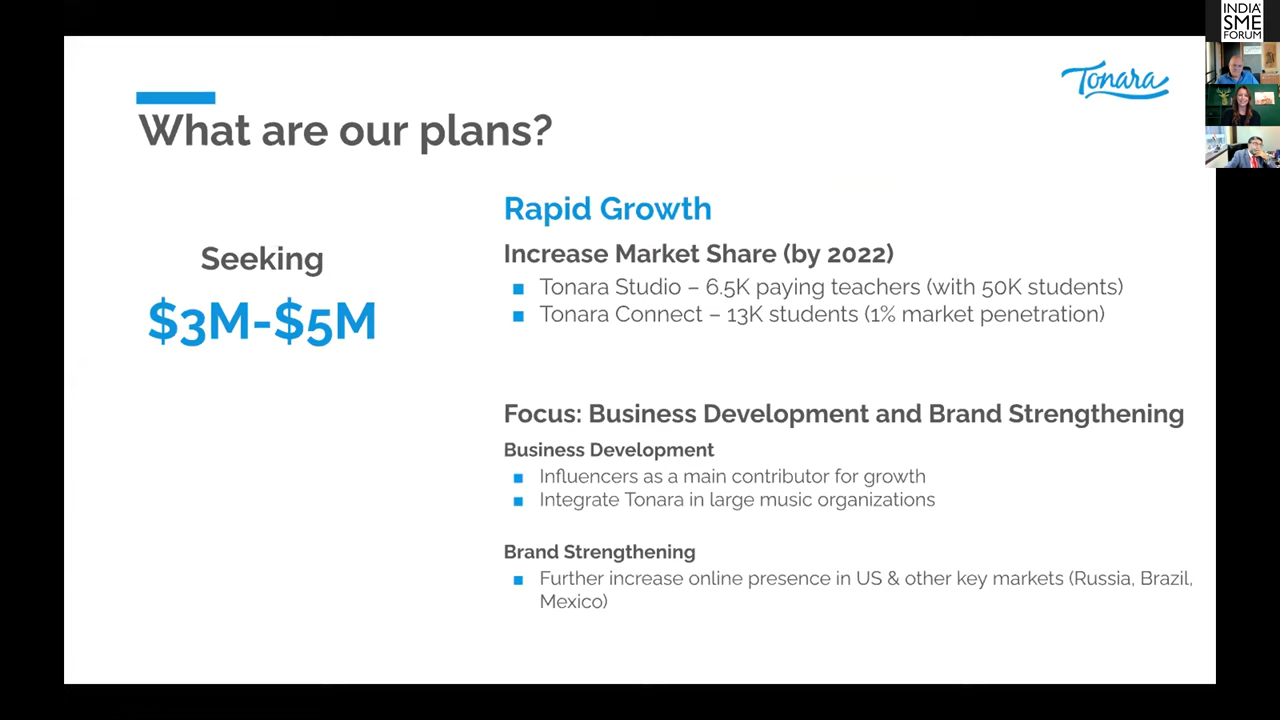 INDIA
SME
FORUM
Tonara
What are our plans?
Seeking
$3M-$5M
Rapid Growth
Increase Market Share (by 2022)
Tonara Studio – 6.5K paying teachers (with 50K students)
Tonara Connect – 13K students (1% market penetration)
Focus: Business Development and Brand Strengthening
Business Development
Influencers as a main contributor for growth
Integrate Tonara in large music organizations
Brand Strengthening
Further increase online presence in US & other key markets (Russia, Brazil,
Mexico)